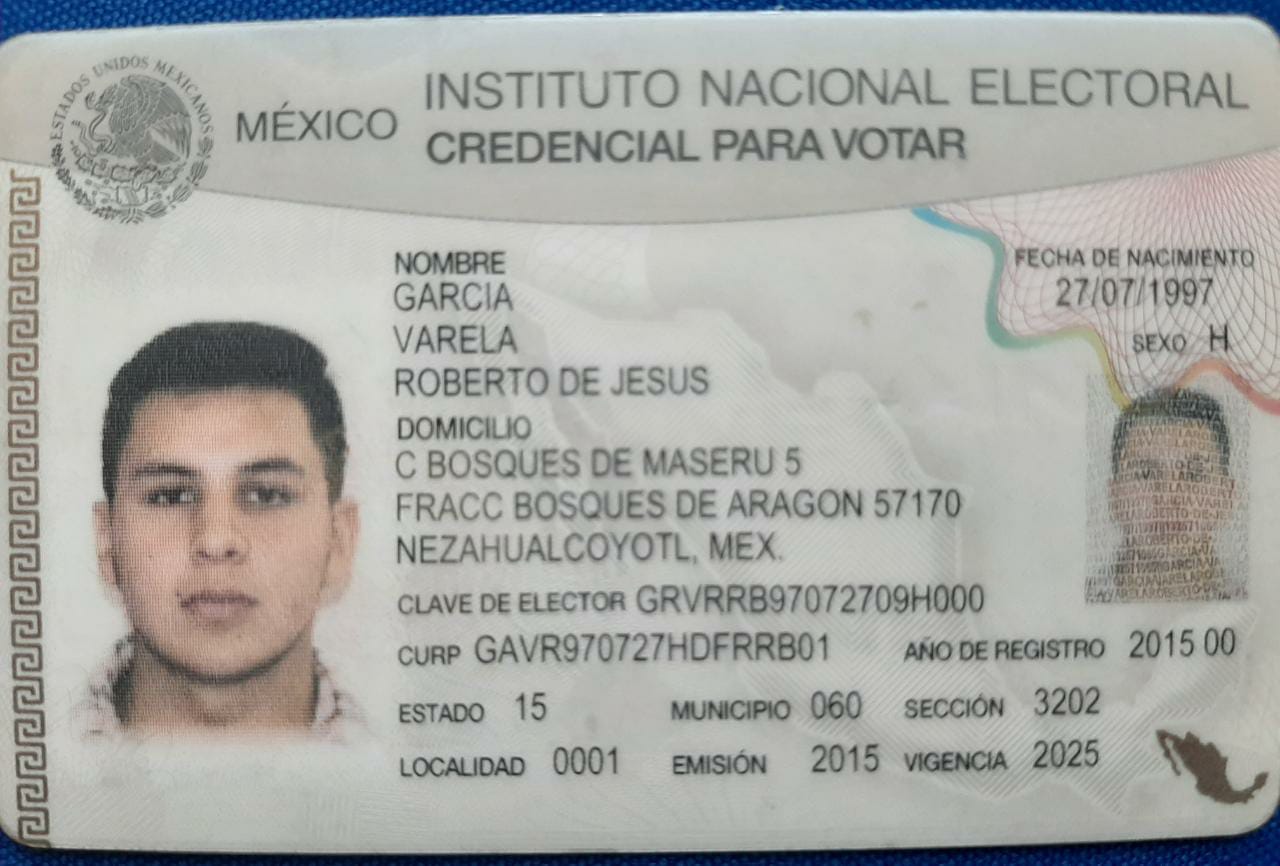 ESTADOS UNIDOS MEXICANOS
MÉXICO
INSTITUTO NACIONAL ELECTORAL
CREDENCIAL PARA VOTAR
NOMBRE
GARCIA
VARELA
ROBERTO DE JESUS
FECHA DE NACIMIENTO
27/07/1997
SEXO H
DOMICILIO
C BOSQUES DE MASERU 5
FRACC BOSQUES DE ARAGON 57170
NEZAHUALCOYOTL, MEX.
CLAVE DE ELECTOR GRVRRB97072709H000
CURP GAVR970727HDFRRB01 AÑO DE REGISTRO 2015 00
ESTADO 15 MUNICIPIO 060 SECCIÓN 3202
LOCALIDAD 0001 EMISIÓN 2015 VIGENCIA 2025